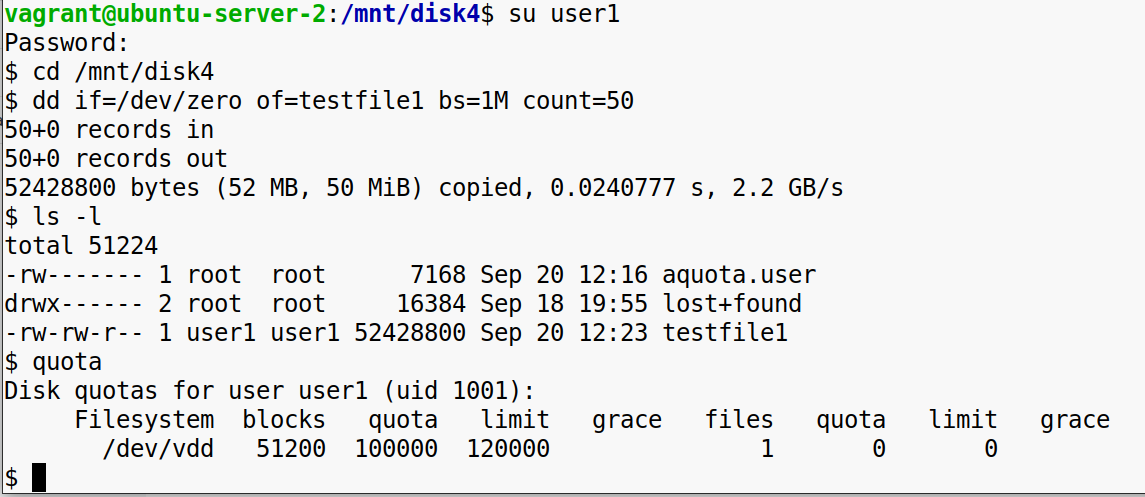 vagrant@ubuntu-server-2:/mnt/disk4$ su user1
Password:
$ cd /mnt/disk4
$ dd if=/dev/zero of=testfile1 bs=1M count=50
50+0 records in
50+0 records out
52428800 bytes (52 MB, 50 MiB) copied, 0.0240777 s, 2.2 GB/s
$ ls -l
total 51224
-rw------- 1 root  root      7168 Sep 20 12:16 aquota.user
drwx------ 2 root  root     16384 Sep 18 19:55 lost+found
-rw-rw-r-- 1 user1 user1 52428800 Sep 20 12:23 testfile1
$ quota
Disk quotas for user user1 (uid 1001):
     Filesystem  blocks   quota   limit   grace   files   quota   limit   grace
       /dev/vdd   51200  100000  120000               1       0       0
$